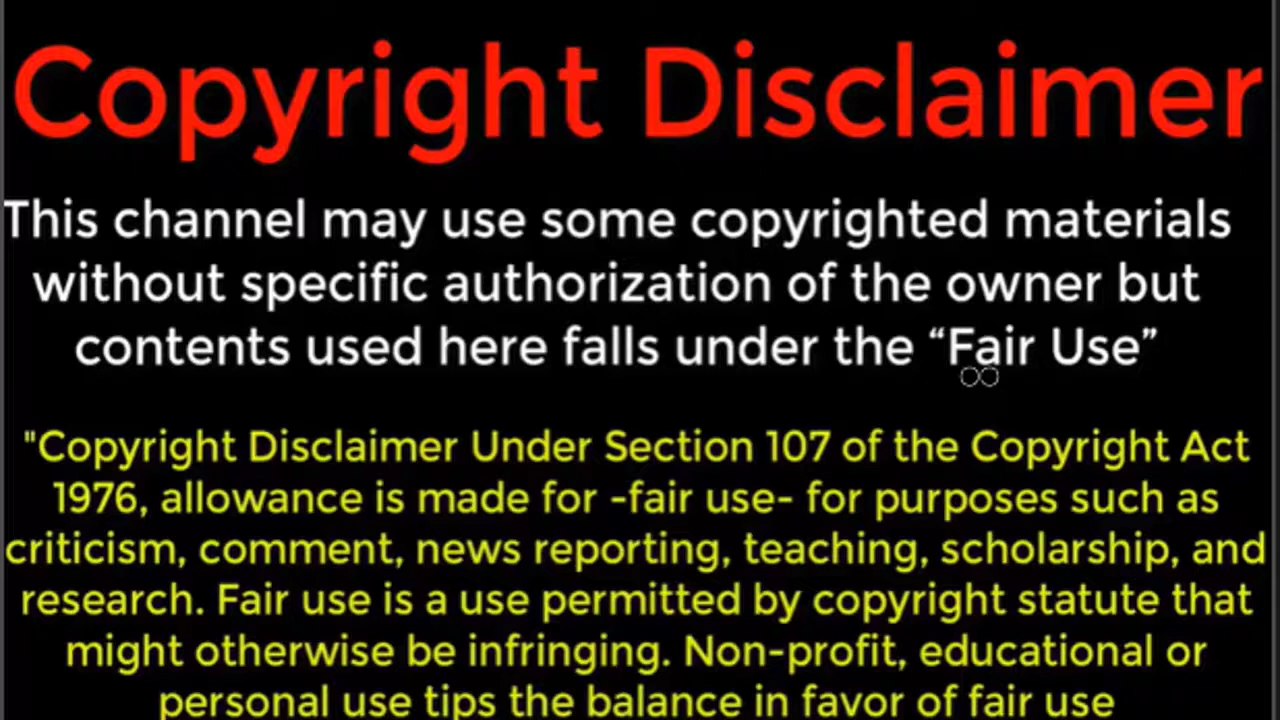 Copyright Disclaimer
This channel may use some copyrighted materials
without specific authorization of the owner but
contents used here falls under the “Fair Use”
"Copyright Disclaimer Under Section 107 of the Copyright Act
1976, allowance is made for -fair use- for purposes such as
criticism, comment, news reporting, teaching, scholarship, and
research. Fair use is a use permitted by copyright statute that
might otherwise be infringing. Non-profit, educational or
personal use tips the balance in favor of fair use